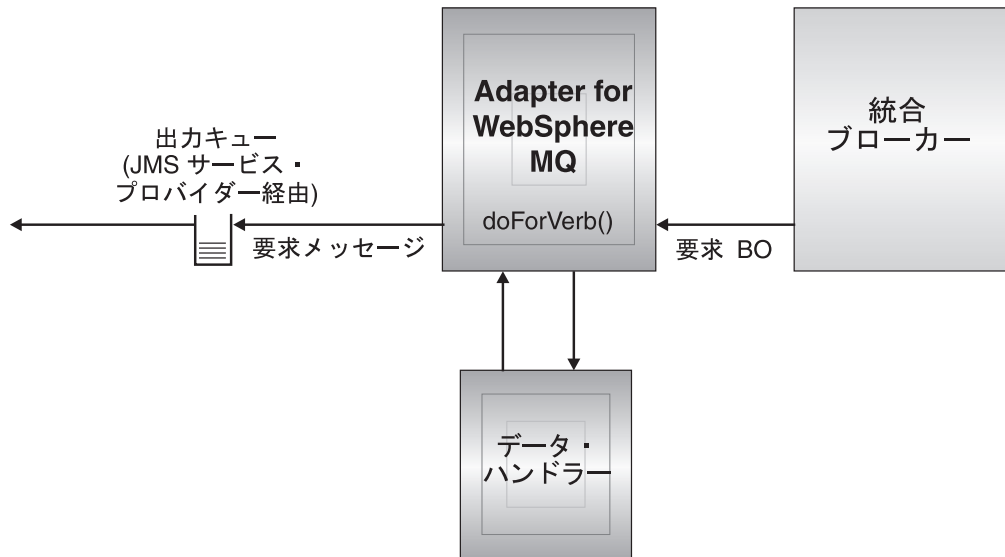 出力キュー
(JMS サービス・
プロバイダー経由)
要求メッセージ
Adapter for
WebSphere
MQ
doForVerb()
要求 BO
統合
ブローカー
データ・
ハンドラー